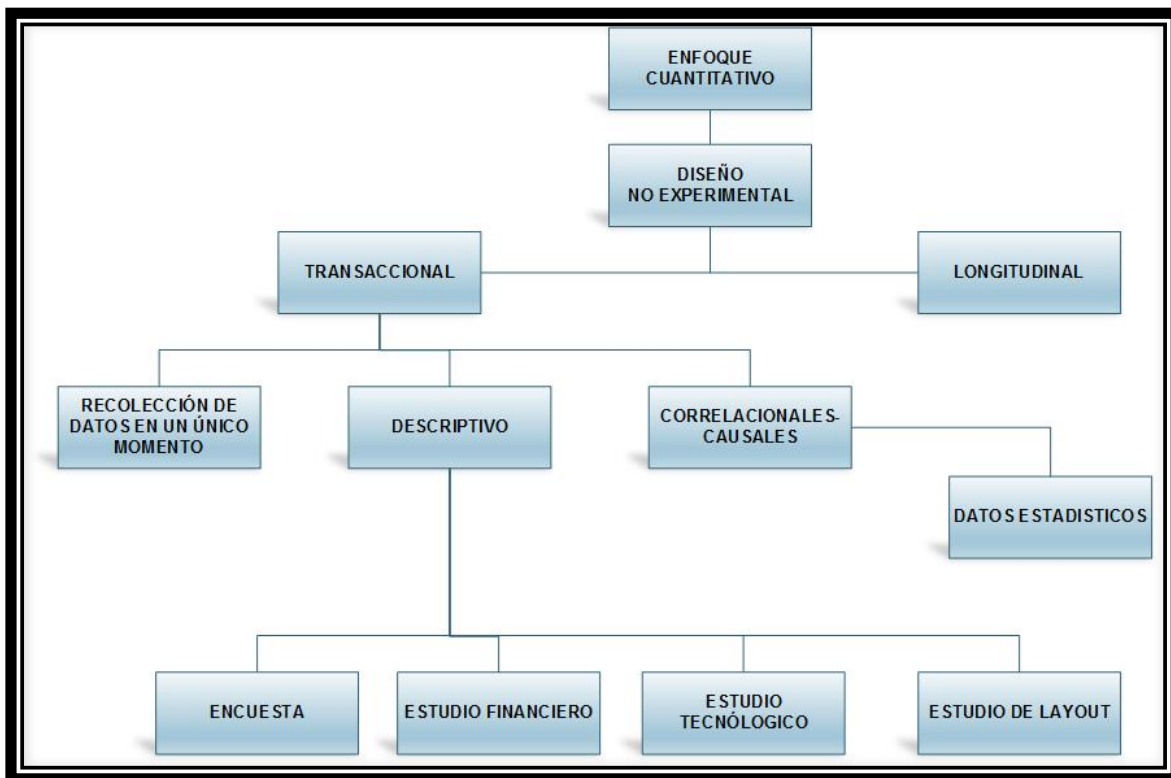 ENFOQUE
CUANTITATIVO
DISEÑO
NO EXPERIMENTAL
TRANSACCIONAL
LONGITUDINAL
RECOLECCIÓN DE
DATOS EN UN ÚNICO
MOMENTO
DESCRIPTIVO
CORRELACIONALES-
CAUSALES
DATOS ESTADISTICOS
ENCUESTA
ESTUDIO FINANCIERO
ESTUDIO
TECNÓLOGICO
ESTUDIO DE LAYOUT